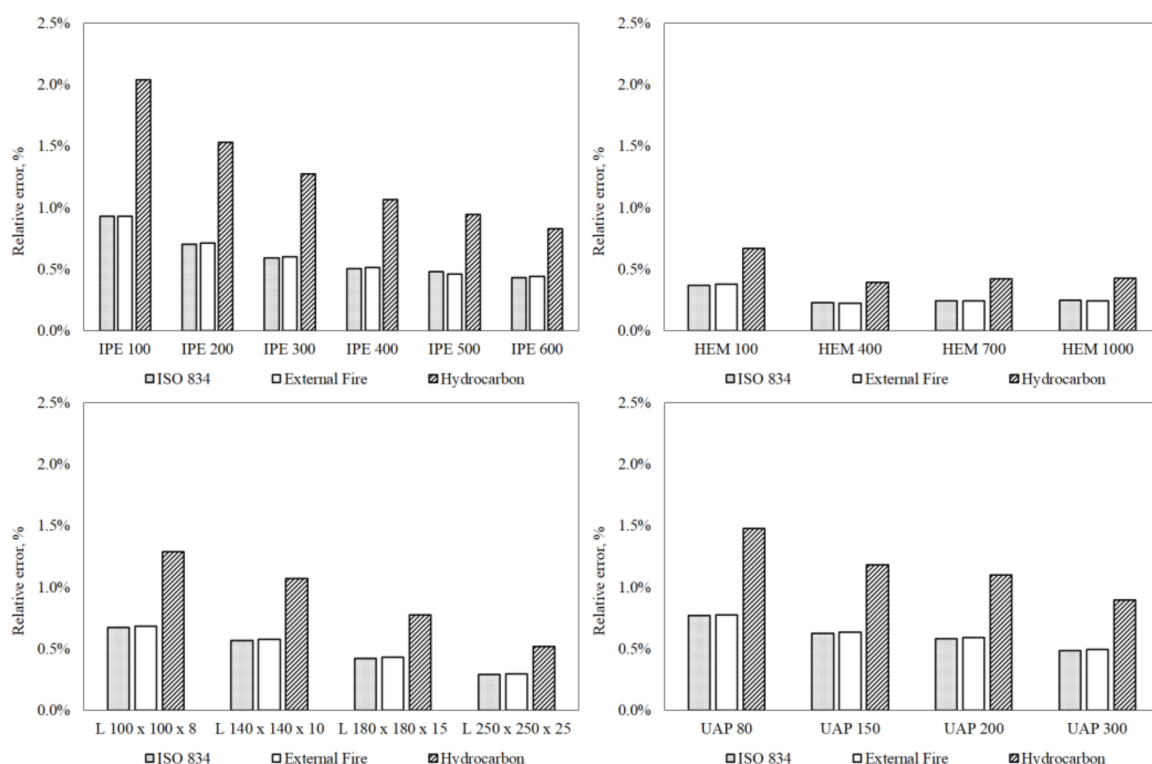 Relative error, %
2.5%
2.0%
1.5%
1.0%
0.5%
0.0%
IPE 100 IPE 200 IPE 300 IPE 400 IPE 500 IPE 600
ISO 834 External Fire Hydrocarbon
Relative error, %
2.5%
2.0%
1.5%
1.0%
0.5%
0.0%
HEM 100 HEM 400 HEM 700 HEM 1000
ISO 834 External Fire Hydrocarbon
Relative error, %
2.5%
2.0%
1.5%
1.0%
0.5%
0.0%
L 100 x 100 x 8 L 140 x 140 x 10 L 180 x 180 x 15 L 250 x 250 x 25
ISO 834 External Fire Hydrocarbon
Relative error, %
2.5%
2.0%
1.5%
1.0%
0.5%
0.0%
UAP 80 UAP 150 UAP 200 UAP 300
ISO 834 External Fire Hydrocarbon